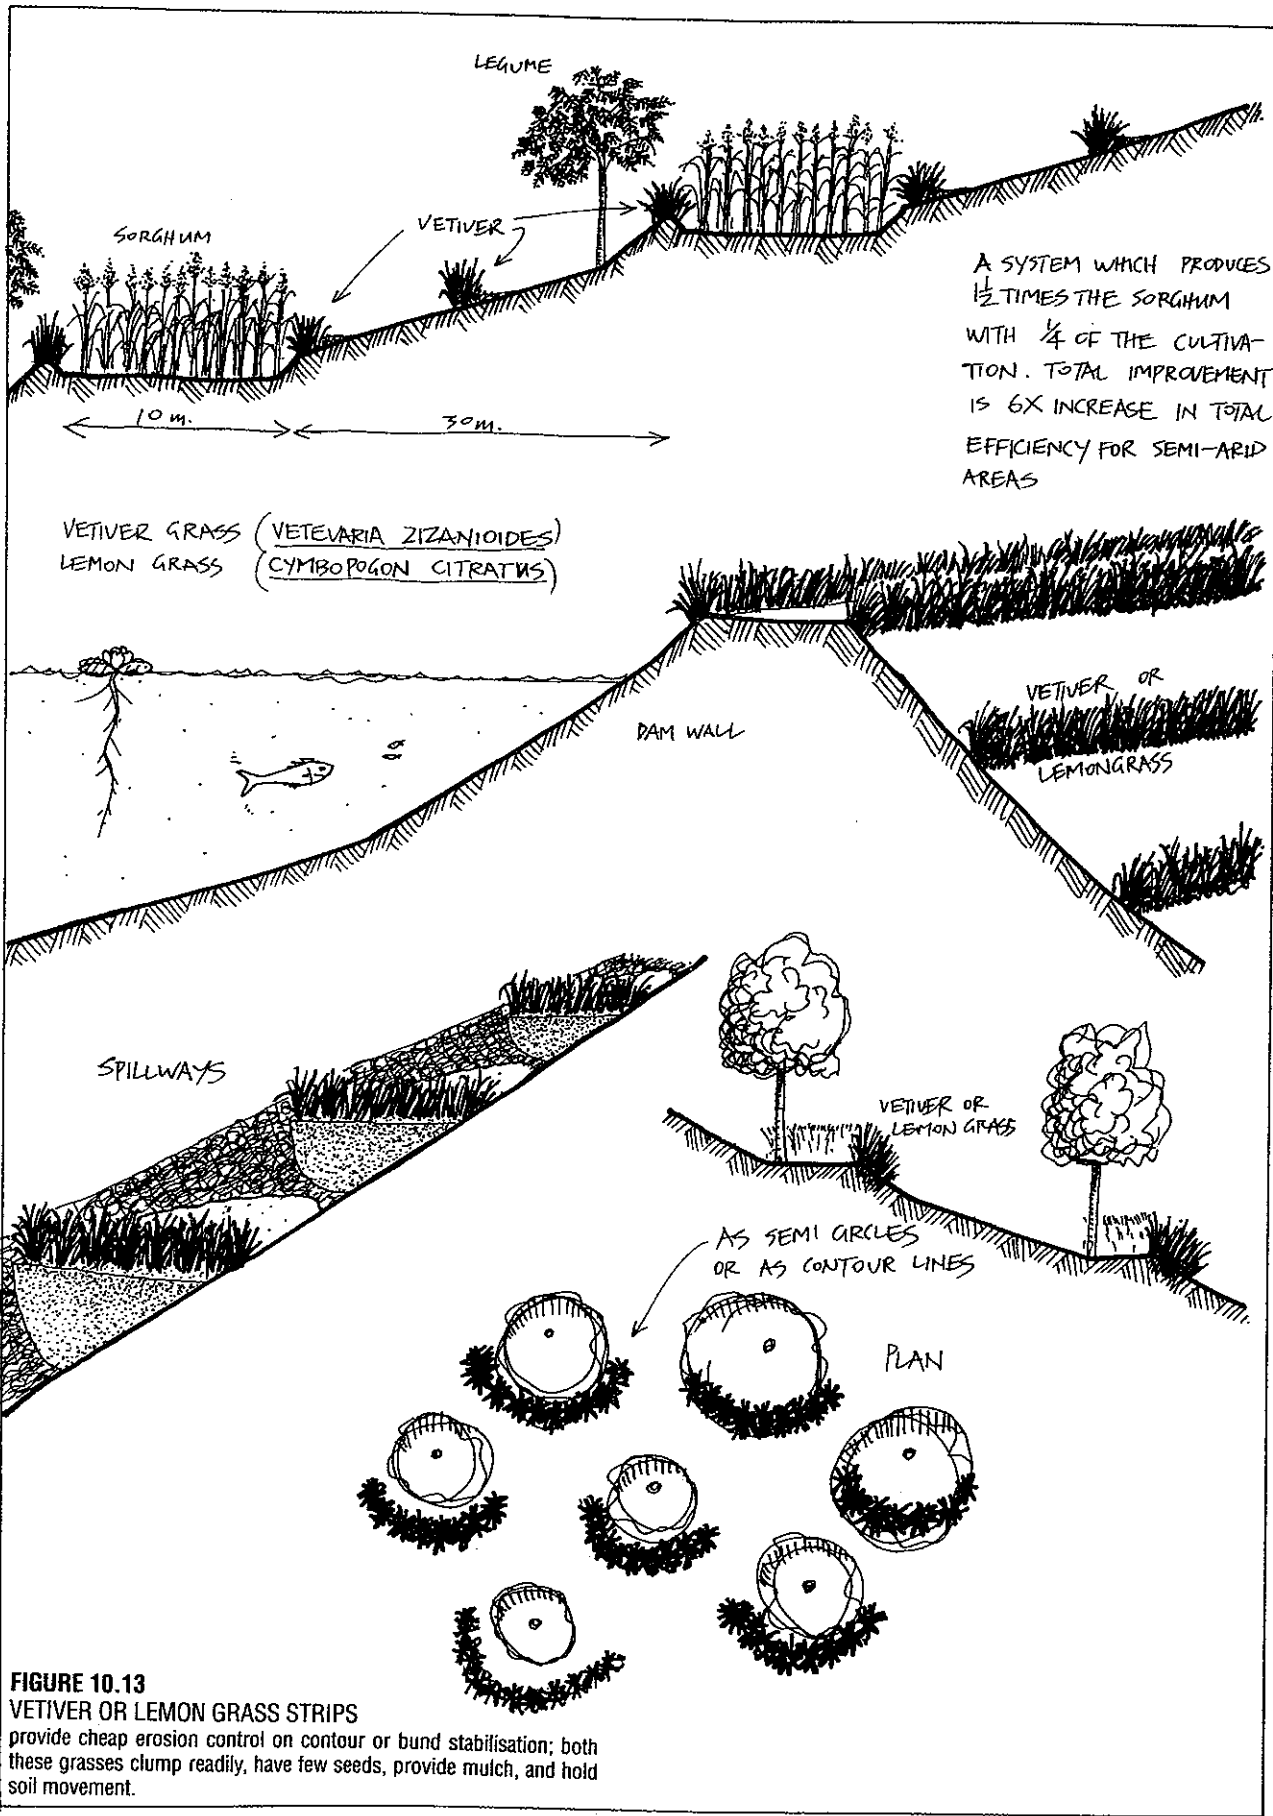 LEGUME
SORGHUM
VETIVER
A SYSTEM WHICH PRODUCES
1½ TIMES THE SORGHUM
WITH ¼ OF THE CULTIVA-
TION. TOTAL IMPROVEMENT
IS 6X INCREASE IN TOTAL
EFFICIENCY FOR SEMI-ARID
AREAS
10 m.
30 m.
VETIVER GRASS (VETEVARIA ZIZANIOIDES)
LEMON GRASS (CYMBOPOGON CITRATUS)
DAM WALL
VETIVER OR
LEMONGRASS
SPILLWAYS
VETIVER OR
LEMON GRASS
AS SEMI CIRCLES
OR AS CONTOUR LINES
PLAN
FIGURE 10.13
VETIVER OR LEMON GRASS STRIPS
provide cheap erosion control on contour or bund stabilisation; both
these grasses clump readily, have few seeds, provide mulch, and hold
soil movement.